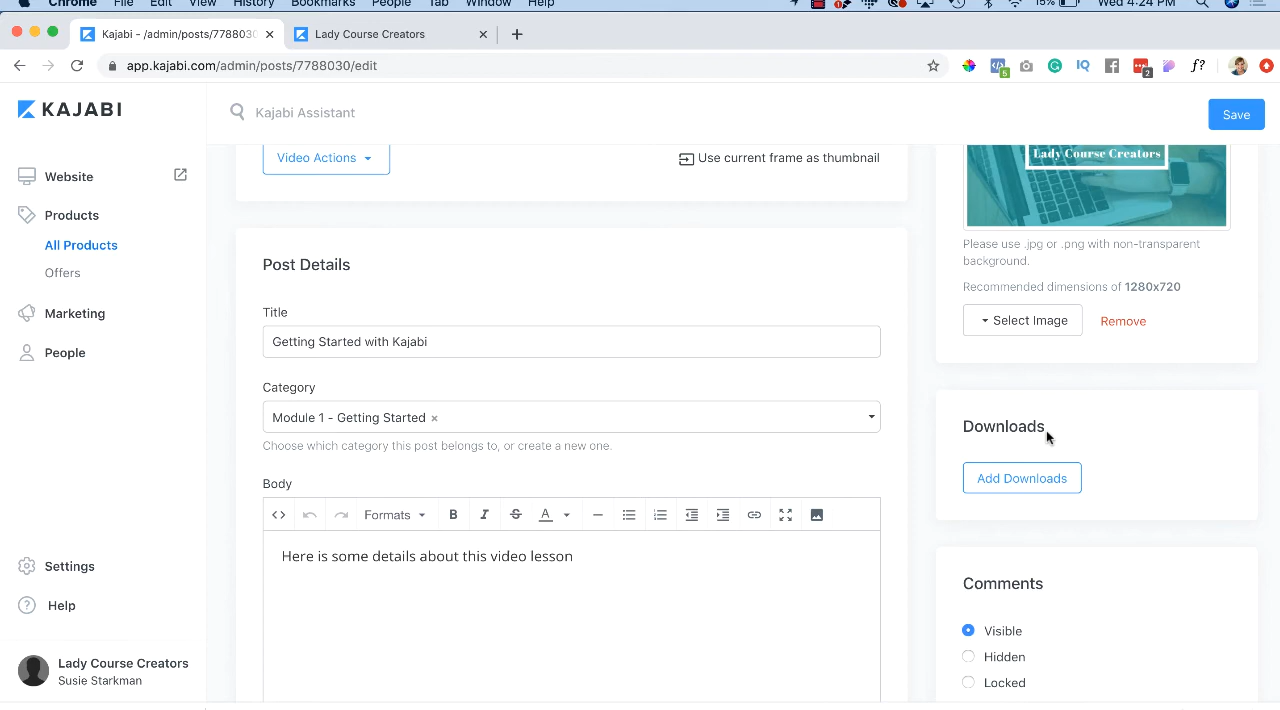 Chrome File Edit View History Bookmarks People Tab Window Help 15% Wed 4:24 PM
Kajabi - /admin/posts/7788030
Lady Course Creators
app.kajabi.com/admin/posts/7788030/edit
5
IQ
2
f?
KAJABI
Kajabi Assistant
Save
Website
Products
All Products
Offers
Marketing
People
Settings
Help
Lady Course Creators
Susie Starkman
Video Actions
Use current frame as thumbnail
Post Details
Title
Getting Started with Kajabi
Category
Module 1 - Getting Started ×
Choose which category this post belongs to, or create a new one.
Body
Formats B I S A
Here is some details about this video lesson
Lady Course Creators
Please use .jpg or .png with non-transparent
background.
Recommended dimensions of 1280x720
Select Image
Remove
Downloads
Add Downloads
Comments
Visible
Hidden
Locked